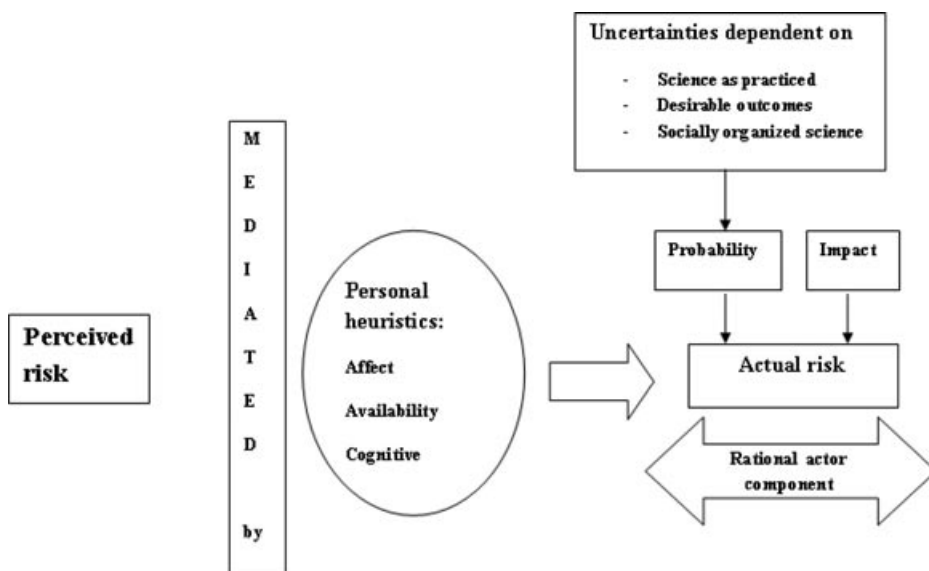 Perceived
risk
M
E
D
I
A
T
E
D
by
Personal
heuristics:
Affect
Availability
Cognitive
Uncertainties dependent on
- Science as practiced
- Desirable outcomes
- Socially organized science
Probability
Impact
Actual risk
Rational actor
component